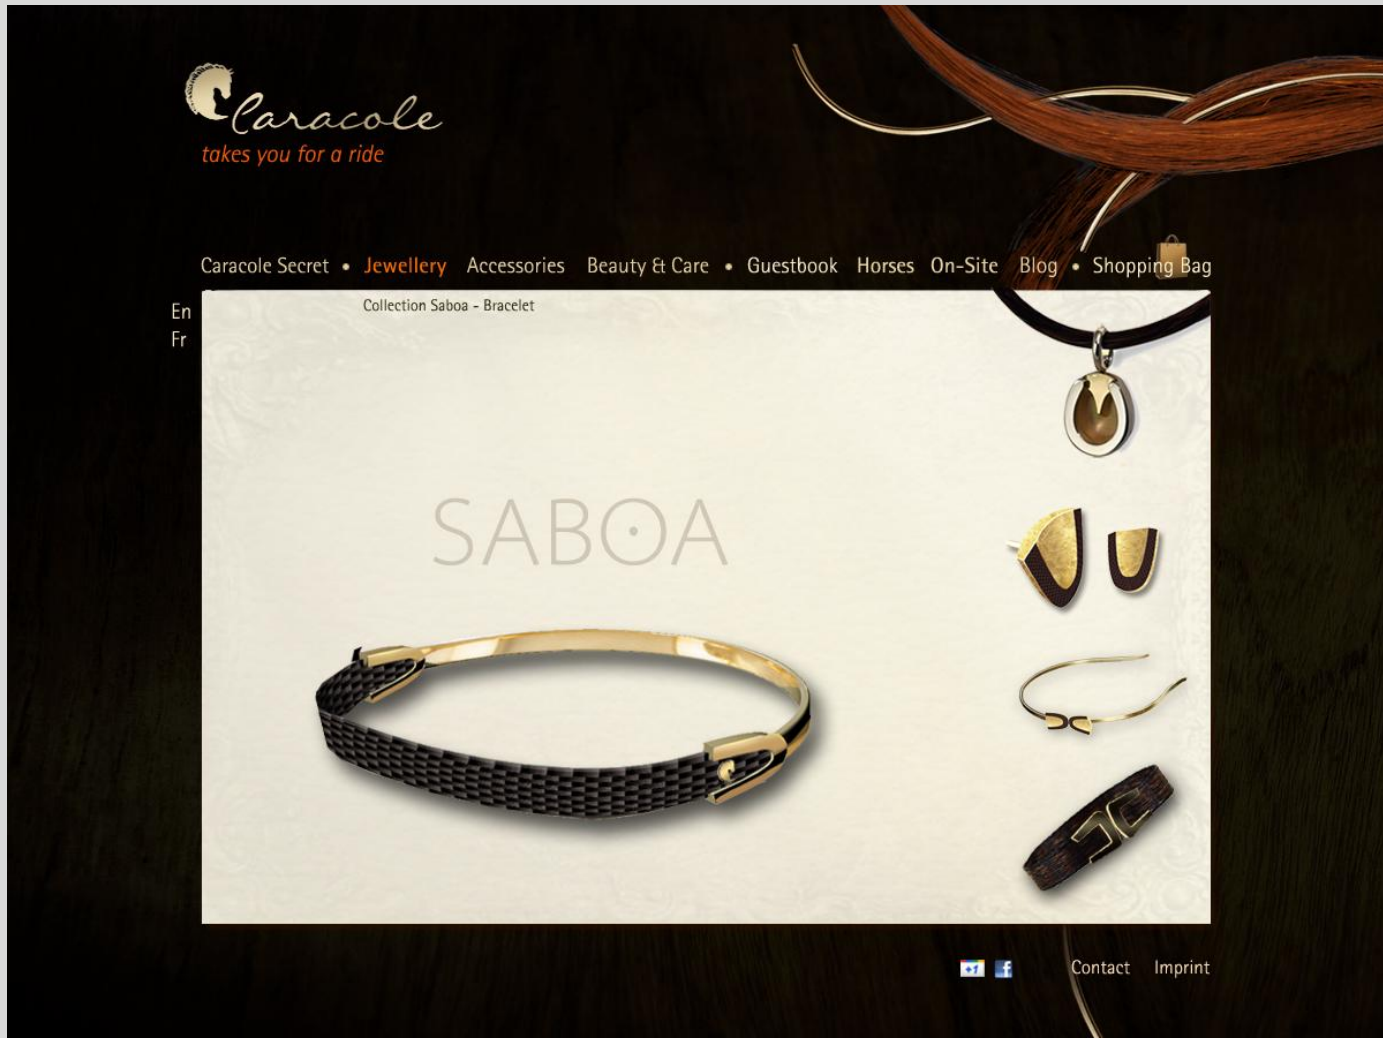 Caracole
takes you for a ride
Caracole Secret • Jewellery Accessories Beauty & Care • Guestbook Horses On-Site Blog • Shopping Bag
En
Fr
Collection Saboa - Bracelet
SABOA
+1 f Contact Imprint